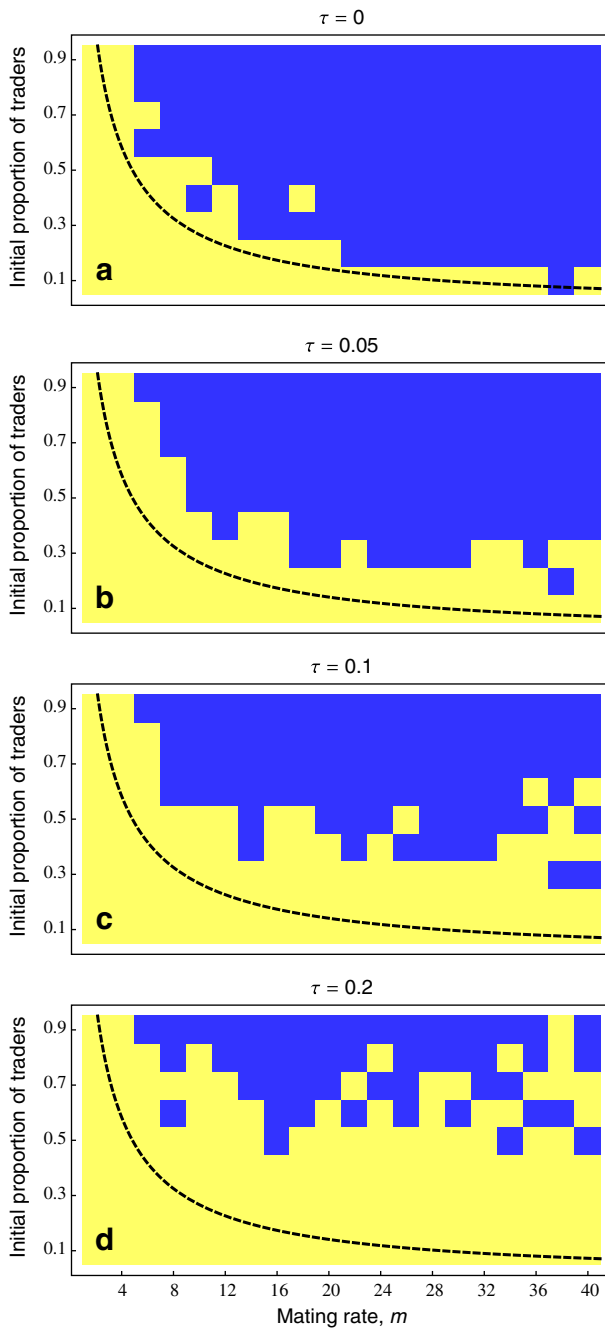 τ = 0
Initial proportion of traders
0.9
0.7
0.5
0.3
0.1
a
τ = 0.05
Initial proportion of traders
0.9
0.7
0.5
0.3
0.1
b
τ = 0.1
Initial proportion of traders
0.9
0.7
0.5
0.3
0.1
c
τ = 0.2
Initial proportion of traders
0.9
0.7
0.5
0.3
0.1
d
4 8 12 16 20 24 28 32 36 40
Mating rate, m